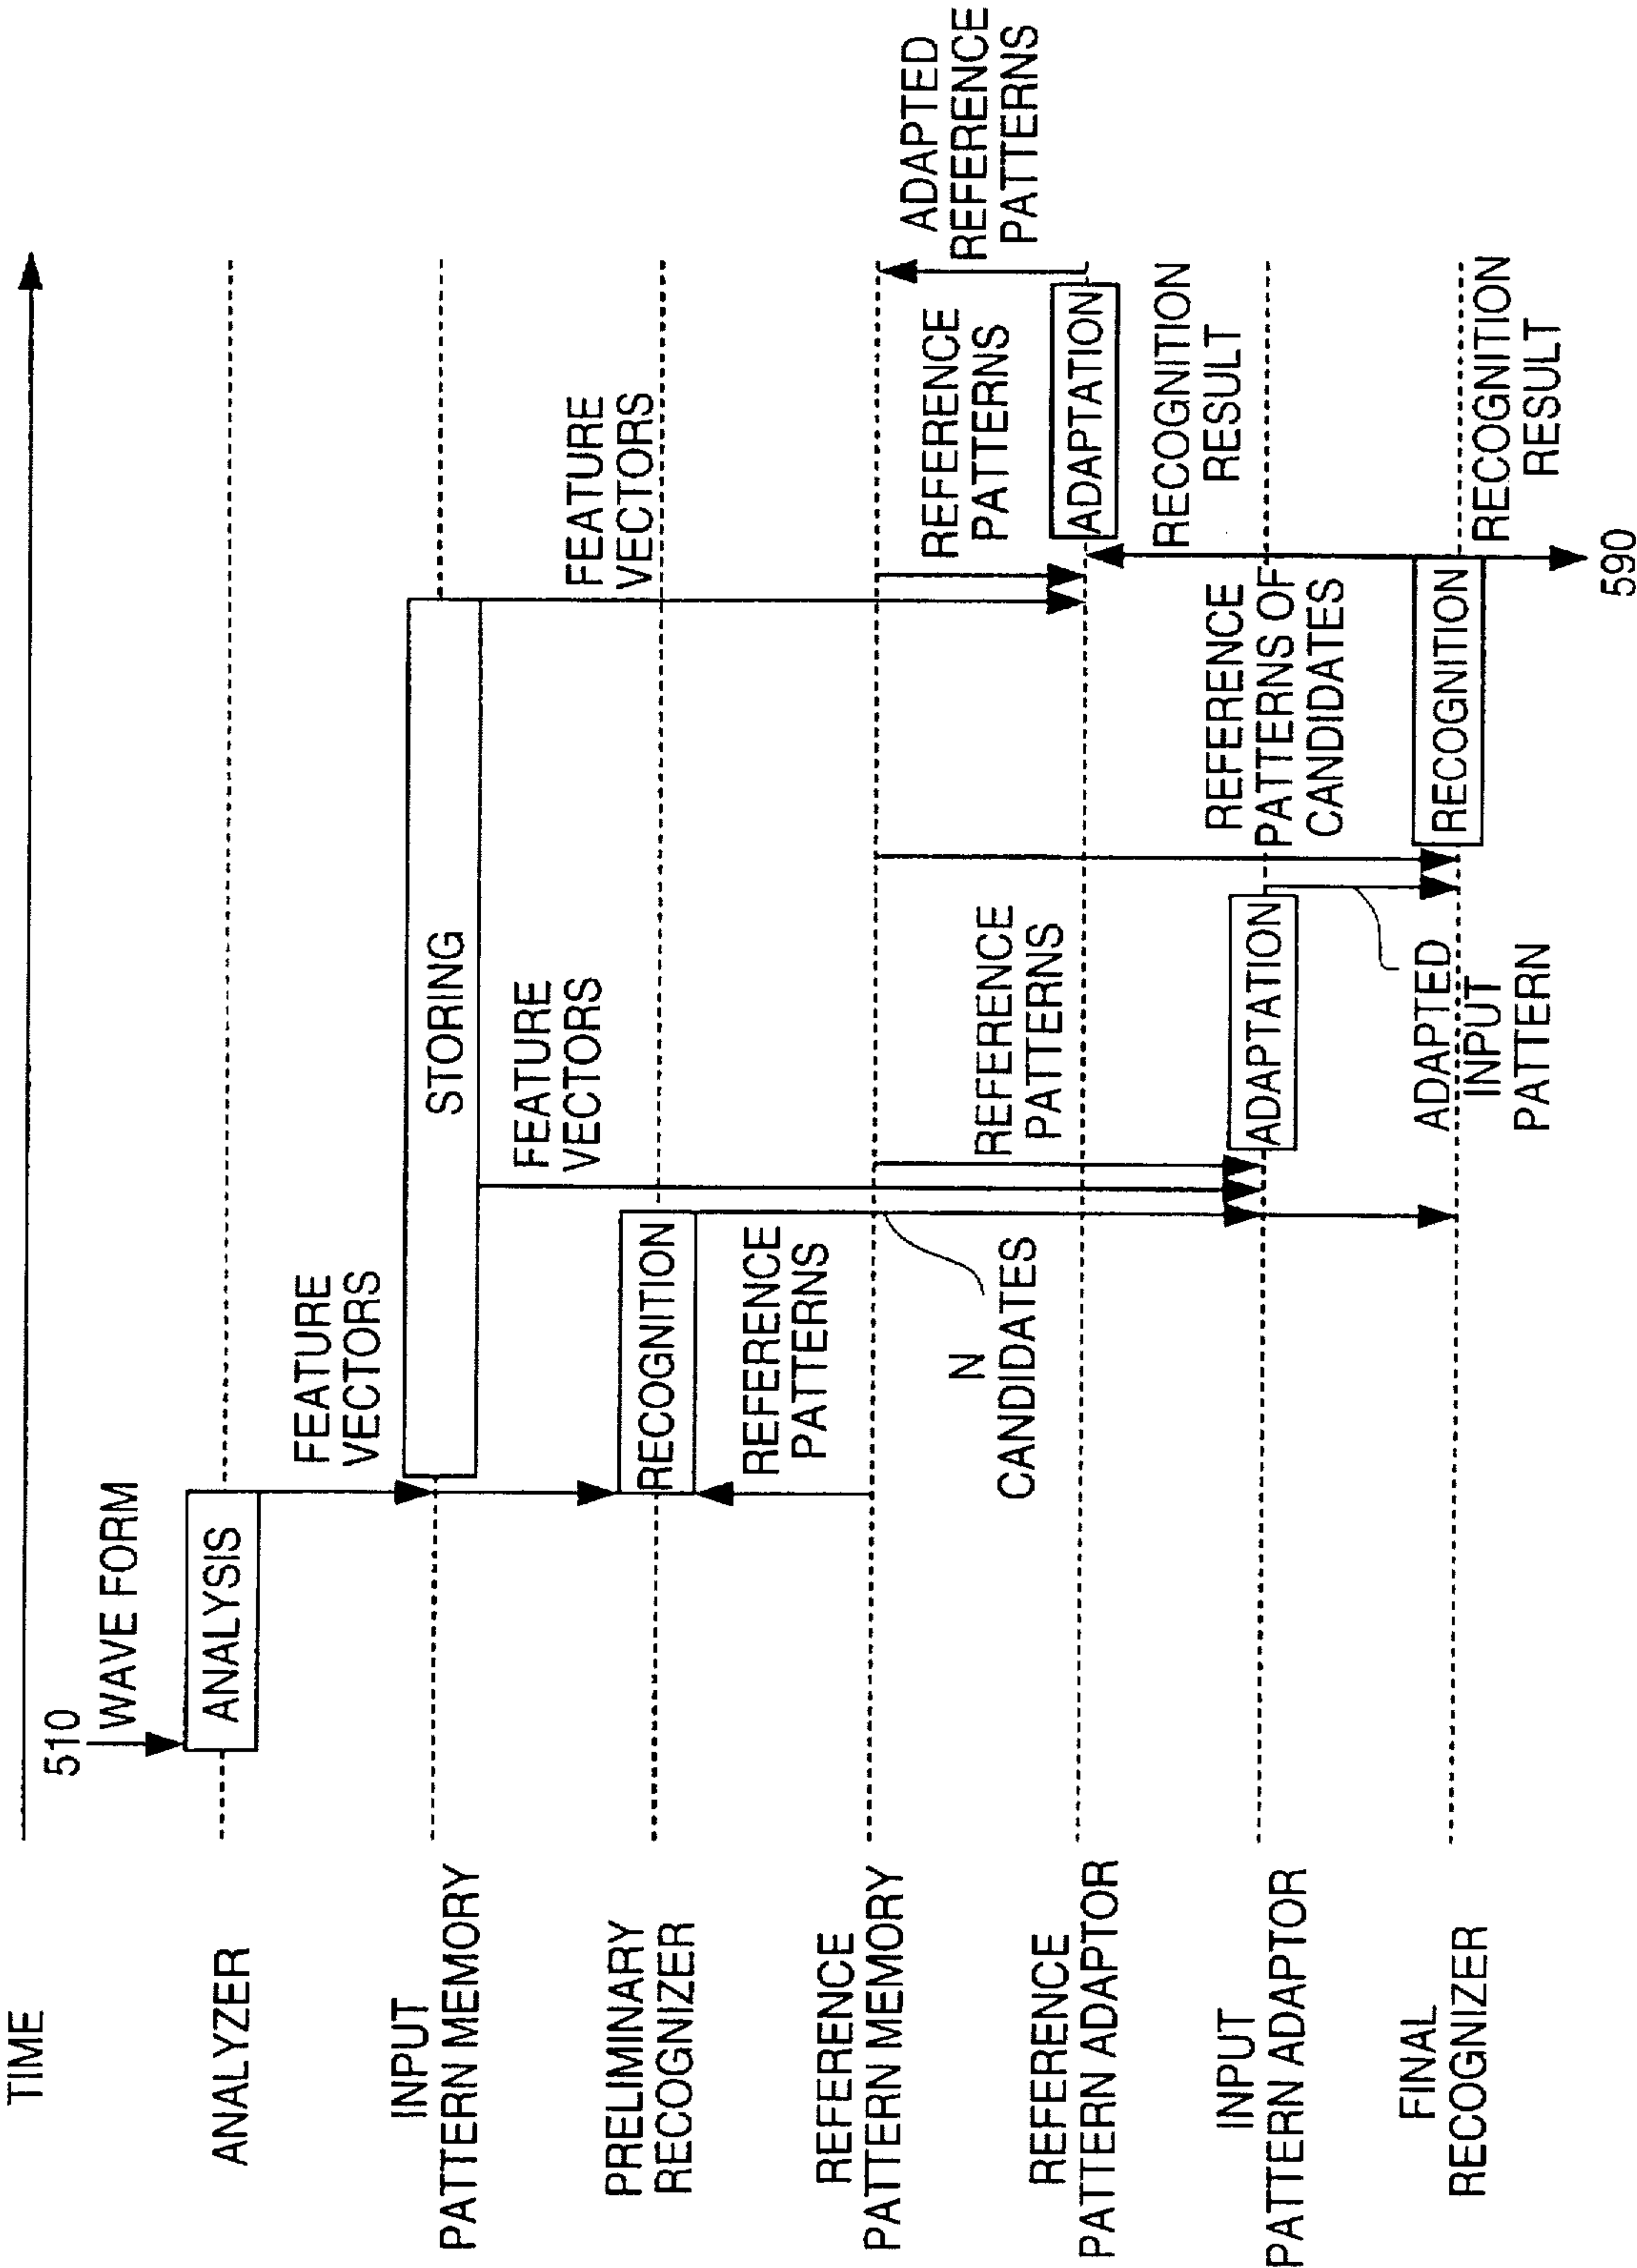 TIME
510
WAVE FORM
ANALYZER
ANALYSIS
FEATURE
VECTORS
INPUT
PATTERN MEMORY
STORING
FEATURE
VECTORS
FEATURE
VECTORS
PRELIMINARY
RECOGNIZER
RECOGNITION
REFERENCE
PATTERNS
REFERENCE
PATTERN MEMORY
N
CANDIDATES
REFERENCE
PATTERNS
REFERENCE
PATTERNS
ADAPTED
REFERENCE
PATTERNS
REFERENCE
PATTERN ADAPTOR
ADAPTATION
RECOGNITION
RESULT
INPUT
PATTERN ADAPTOR
ADAPTATION
REFERENCE
PATTERNS OF
CANDIDATES
FINAL
RECOGNIZER
ADAPTED
INPUT
PATTERN
RECOGNITION
RECOGNITION
RESULT
590